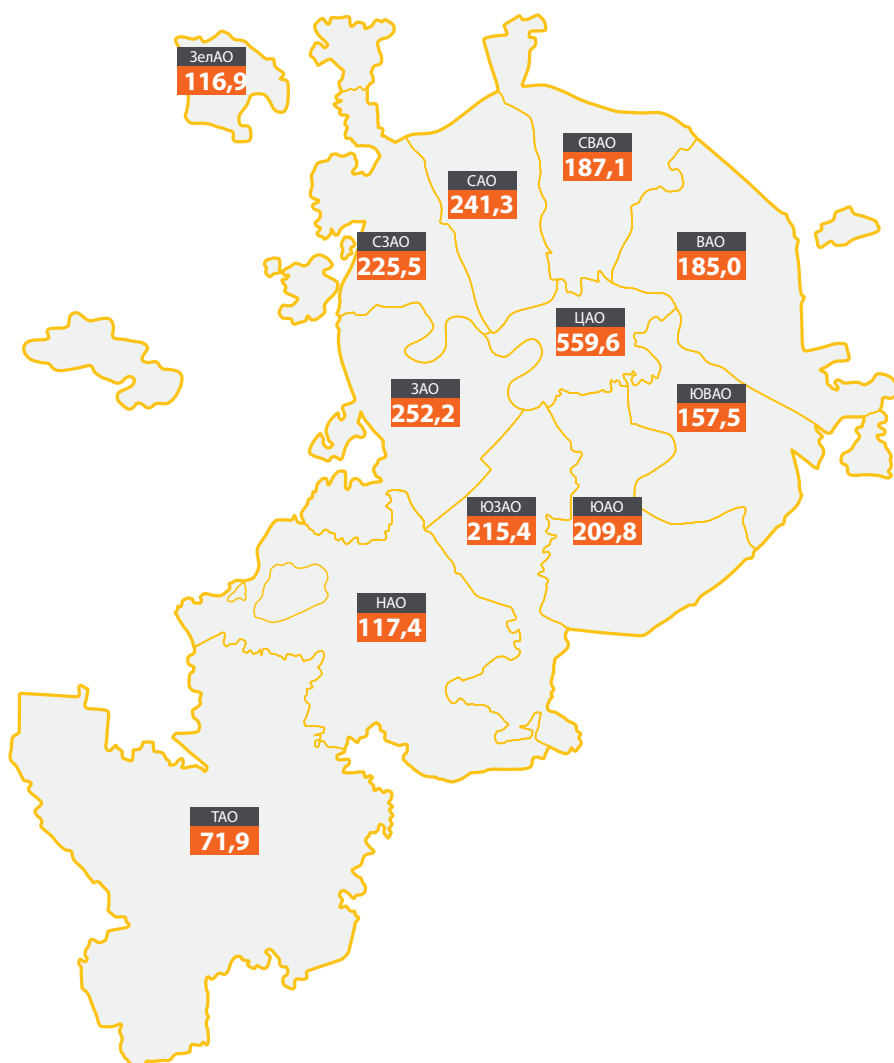 ЗелАО
116,9
СВАО
187,1
САО
241,3
СЗАО
225,5
ВАО
185,0
ЦАО
559,6
ЗАО
252,2
ЮВАО
157,5
ЮЗАО
215,4
ЮАО
209,8
НАО
117,4
ТАО
71,9